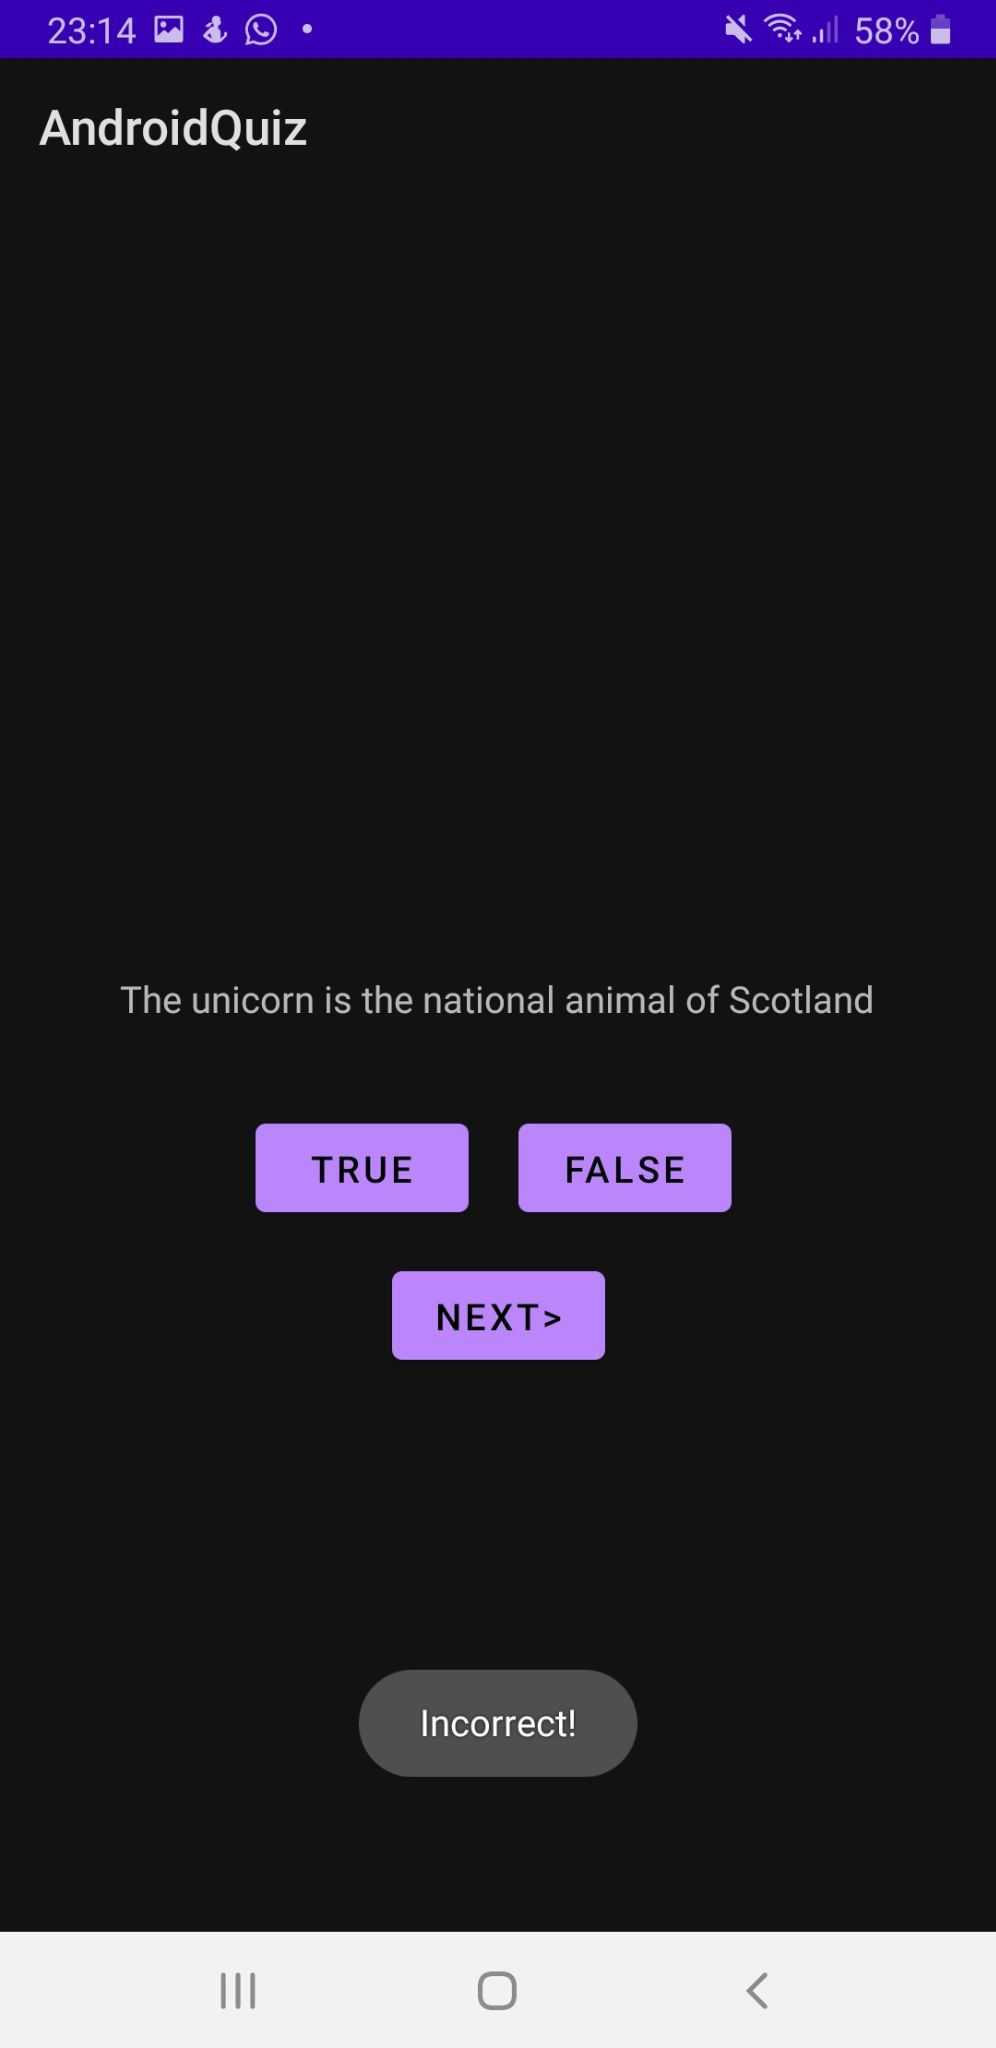 23:14
58%
AndroidQuiz
The unicorn is the national animal of Scotland
TRUE
FALSE
NEXT>
Incorrect!